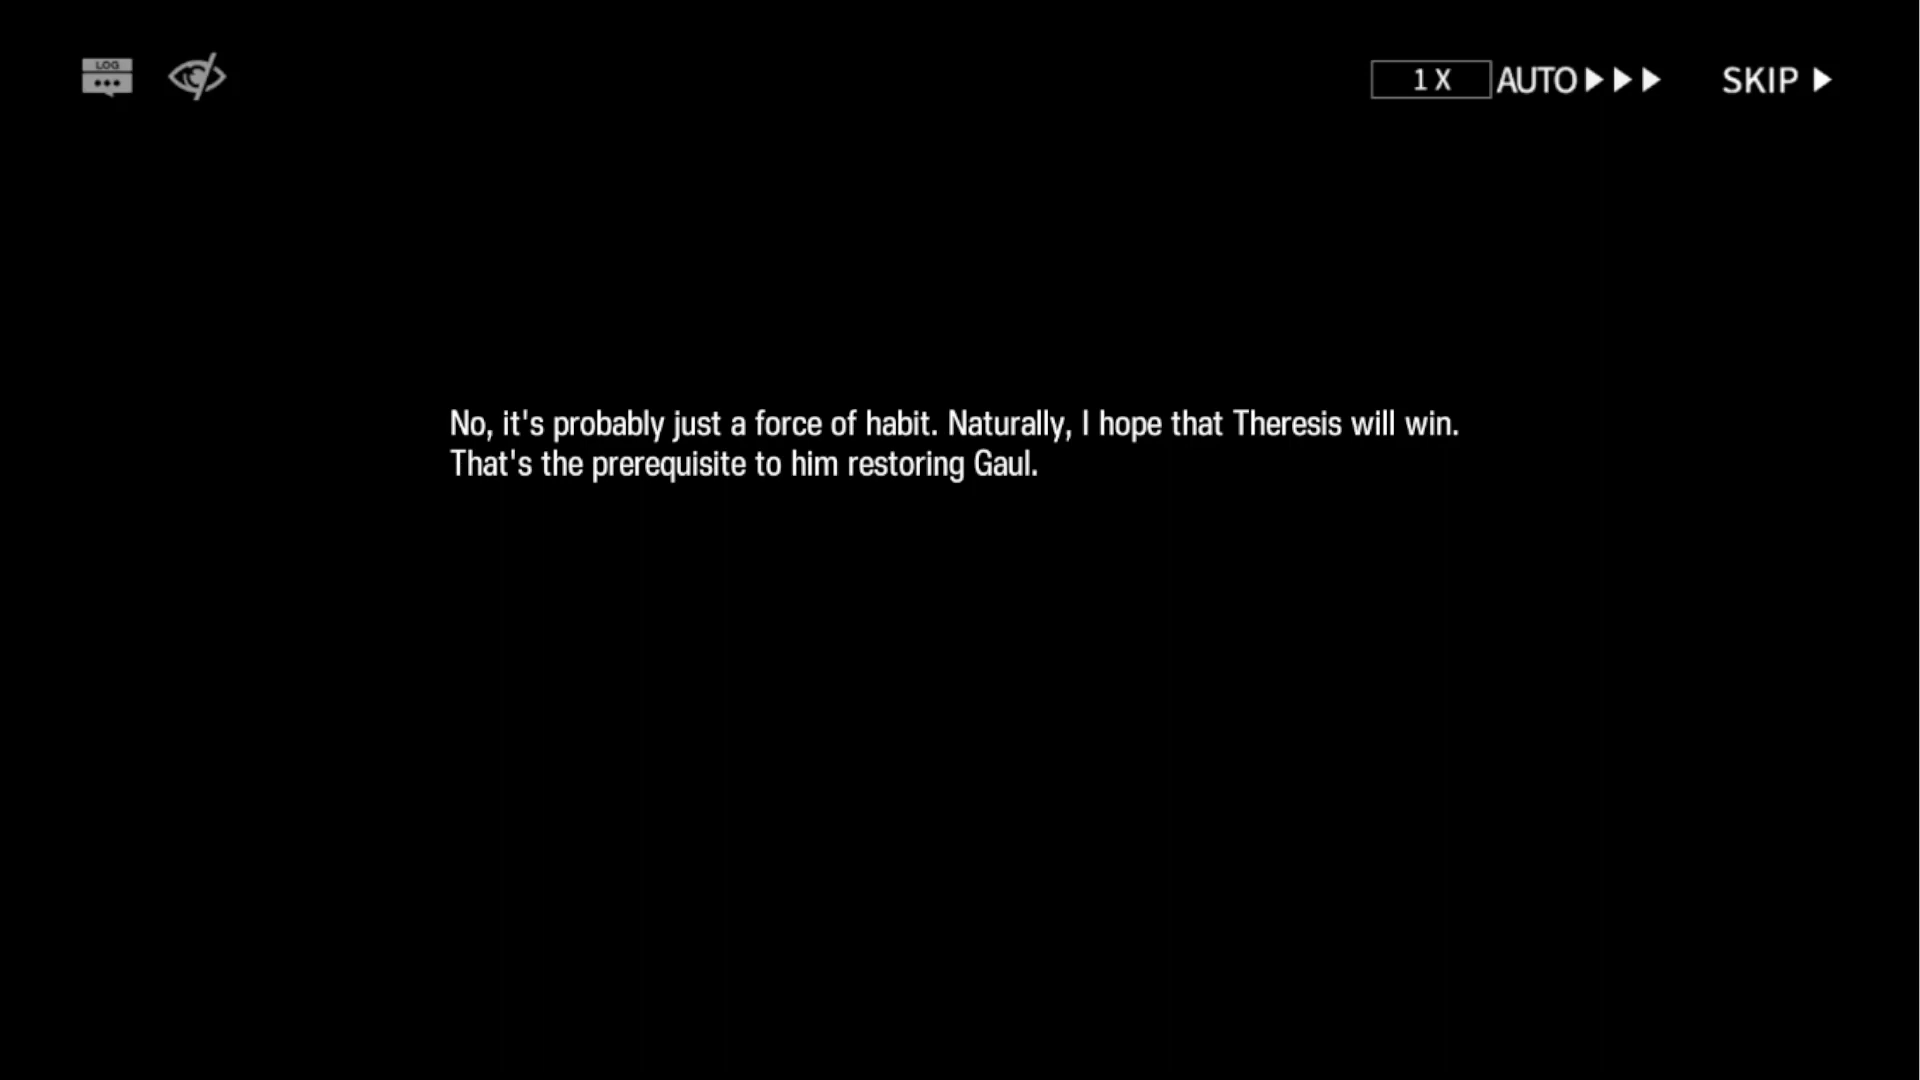 LOG
1 X AUTO SKIP
No, it's probably just a force of habit. Naturally, I hope that Theresis will win.
That's the prerequisite to him restoring Gaul.